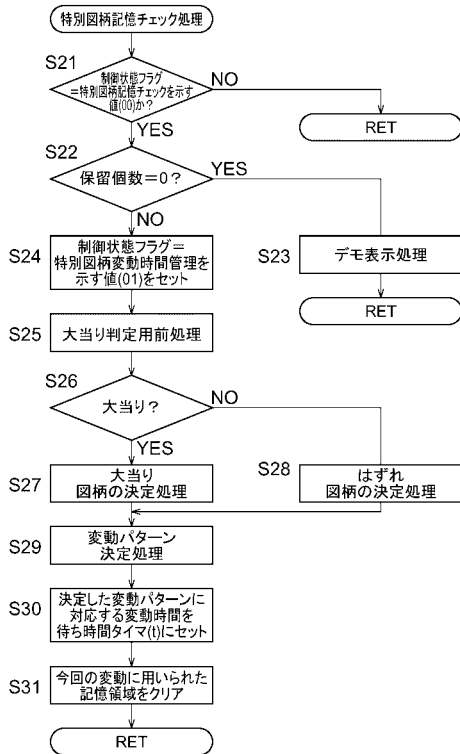 特別図柄記憶チェック処理
S21
制御状態フラグ
=特別図柄記憶チェックを示す
値(00)か?
NO
YES
RET
S22
保留個数=0?
YES
NO
S24
制御状態フラグ=
特別図柄変動時間管理を
示す値(01)をセット
S23
デモ表示処理
RET
S25
大当り判定用前処理
S26
大当り?
NO
YES
S27
大当り
図柄の決定処理
S28
はずれ
図柄の決定処理
S29
変動パターン
決定処理
S30
決定した変動パターンに
対応する変動時間を
待ち時間タイマ(t)にセット
S31
今回の変動に用いられた
記憶領域をクリア
RET